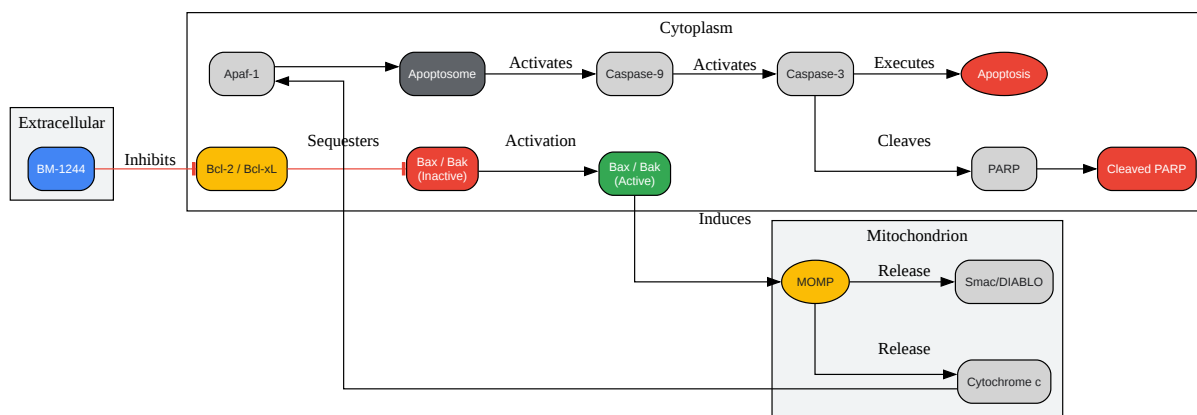 Cytoplasm
Apaf-1
Apoptosome
Activates
Caspase-9
Activates
Caspase-3
Executes
Apoptosis
Extracellular
BM-1244
Inhibits
Bcl-2 / Bcl-xL
Sequesters
Bax / Bak
(Inactive)
Activation
Bax / Bak
(Active)
Cleaves
PARP
Cleaved PARP
Induces
Mitochondrion
MOMP
Release
Smac/DIABLO
Release
Cytochrome c